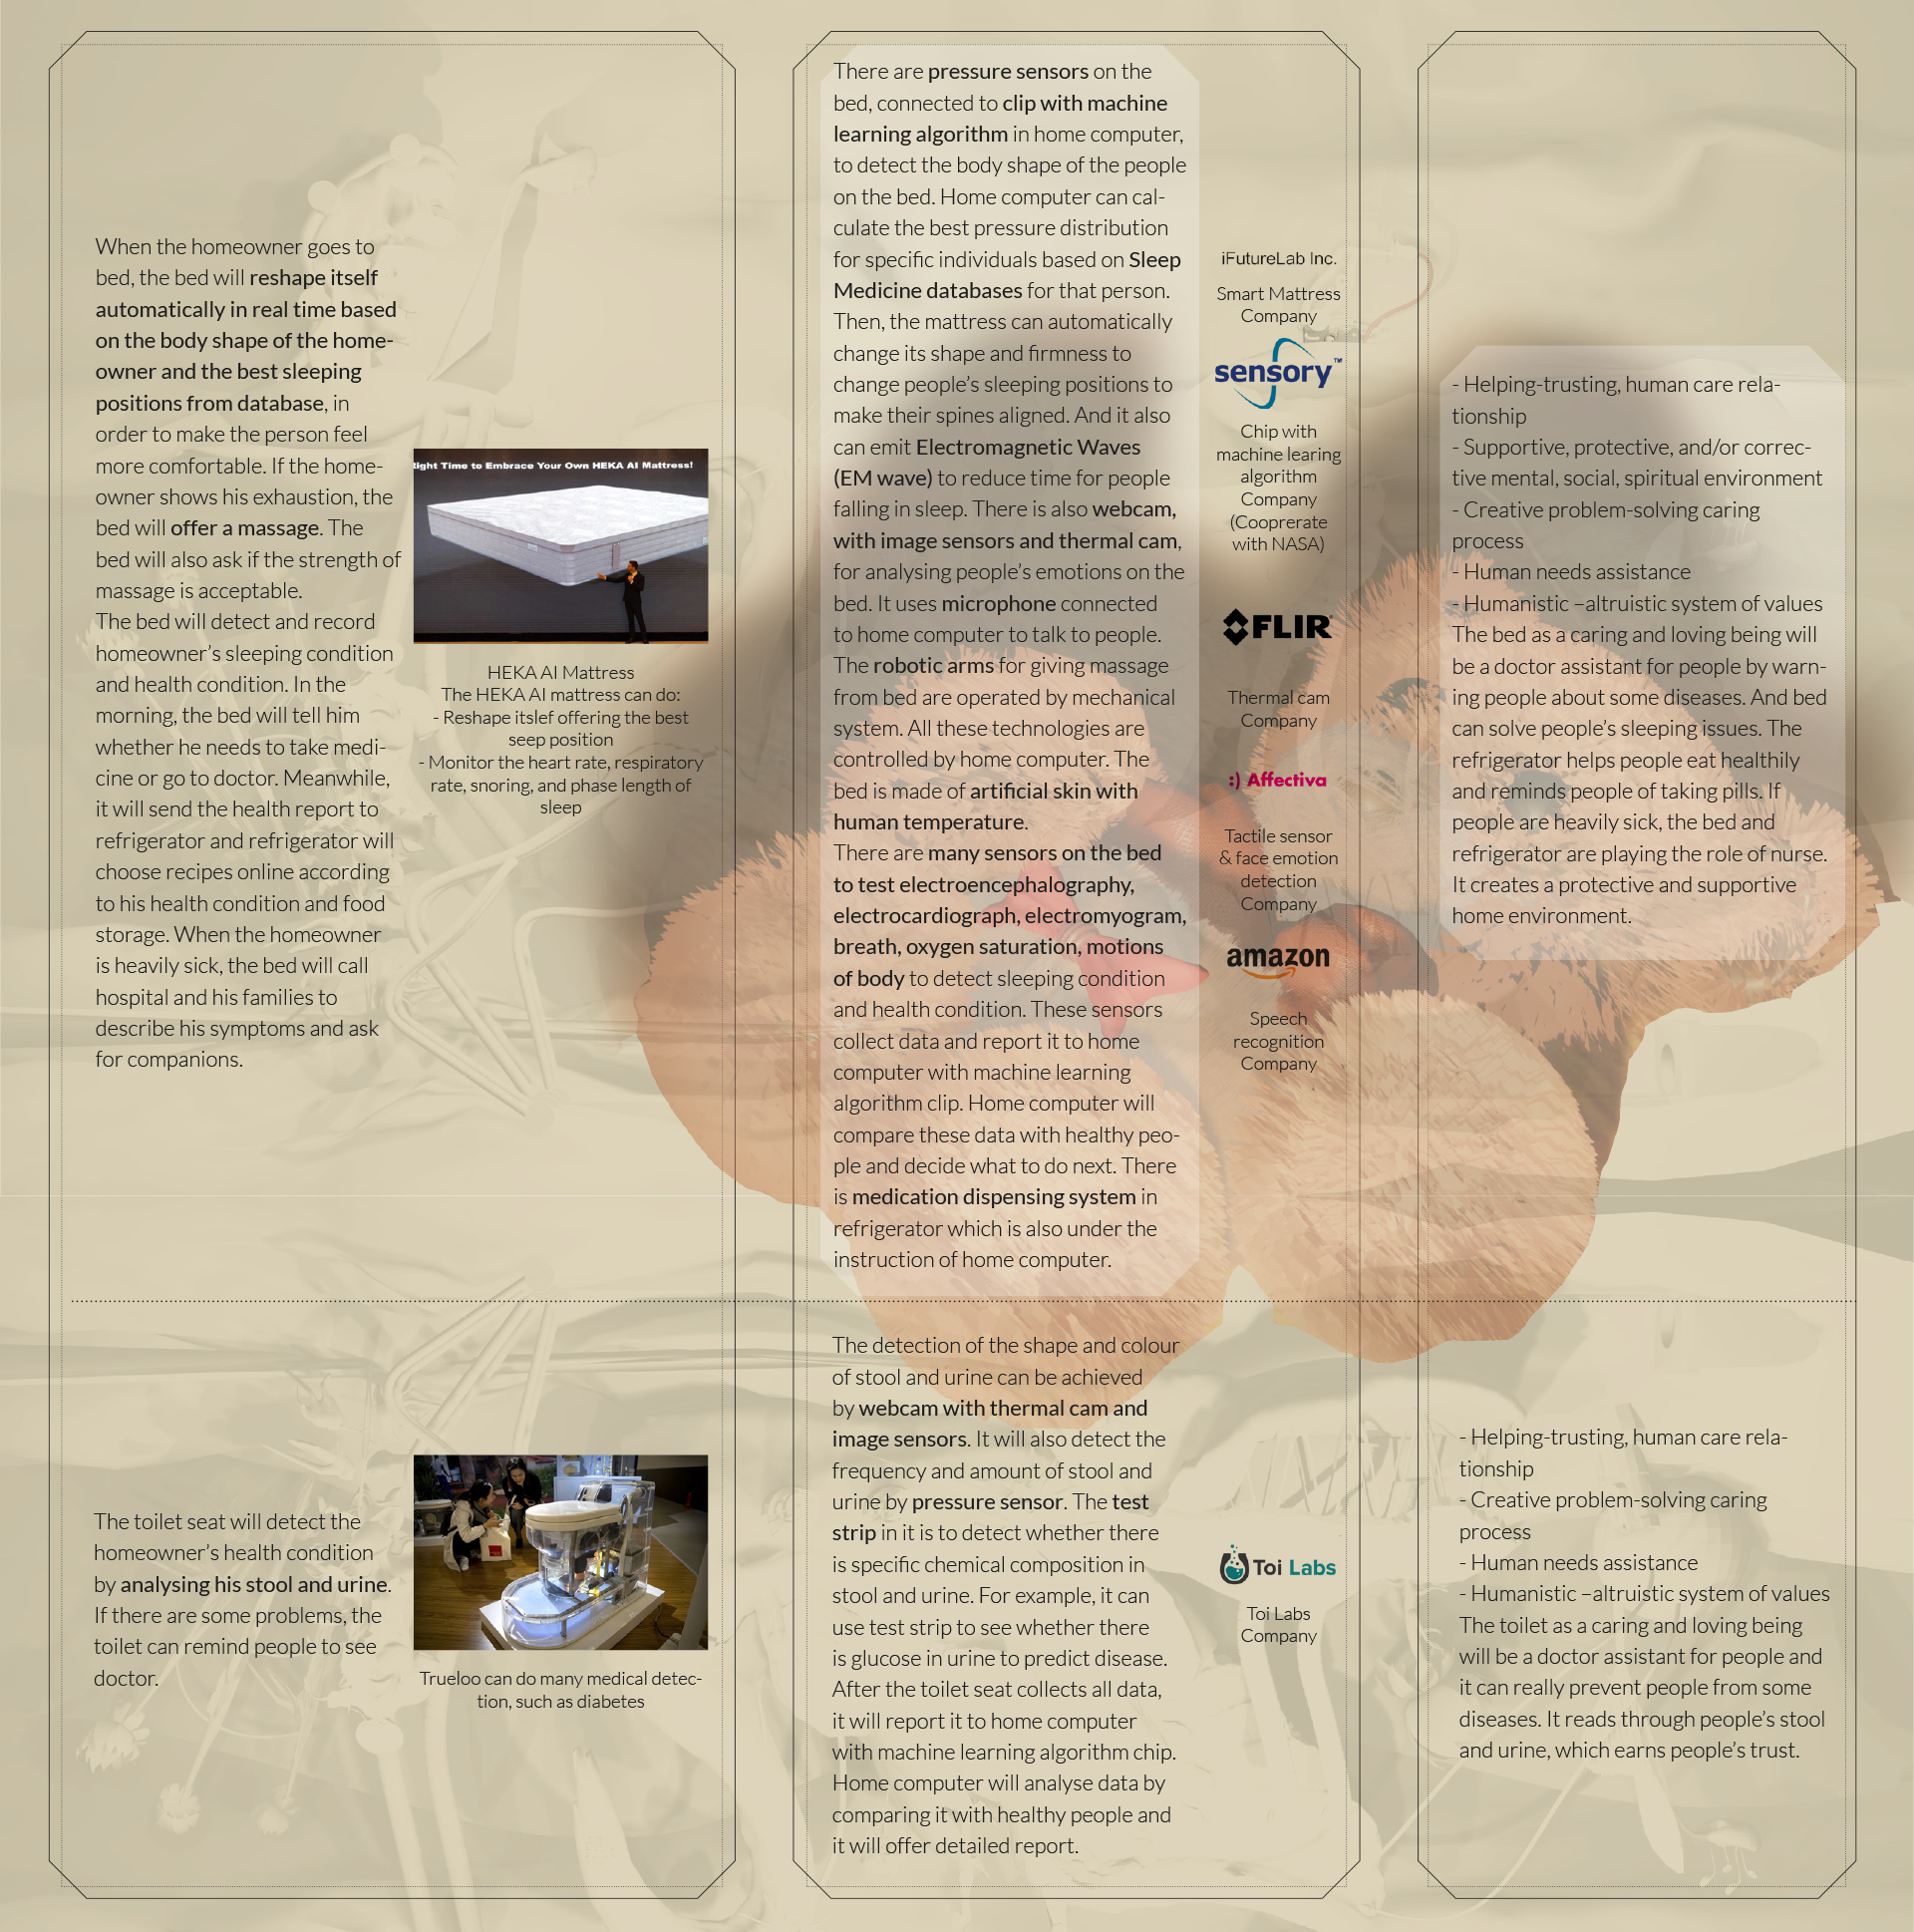 When the homeowner goes to
bed, the bed will reshape itself
automatically in real time based
on the body shape of the home-
owner and the best sleeping
positions from database, in
order to make the person feel
more comfortable. If the home-
owner shows his exhaustion, the
bed will offer a massage. The
bed will also ask if the strength of
massage is acceptable.
The bed will detect and record
homeowner's sleeping condition
and health condition. In the
morning, the bed will tell him
whether he needs to take medi-
cine or go to doctor. Meanwhile,
it will send the health report to
refrigerator and refrigerator will
choose recipes online according
to his health condition and food
storage. When the homeowner
is heavily sick, the bed will call
hospital and his families to
describe his symptoms and ask
for companions.
Right Time to Embrace Your Own HEKA AI Mattress!
HEKA AI Mattress
The HEKA AI mattress can do:
- Reshape itslef offering the best
seep position
- Monitor the heart rate, respiratory
rate, snoring, and phase length of
sleep
There are pressure sensors on the
bed, connected to clip with machine
learning algorithm in home computer,
to detect the body shape of the people
on the bed. Home computer can cal-
culate the best pressure distribution
for specific individuals based on Sleep
Medicine databases for that person.
Then, the mattress can automatically
change its shape and firmness to
change people's sleeping positions to
make their spines aligned. And it also
can emit Electromagnetic Waves
(EM wave) to reduce time for people
falling in sleep. There is also webcam,
with image sensors and thermal cam,
for analysing people's emotions on the
bed. It uses microphone connected
to home computer to talk to people.
The robotic arms for giving massage
from bed are operated by mechanical
system. All these technologies are
controlled by home computer. The
bed is made of artificial skin with
human temperature.
There are many sensors on the bed
to test electroencephalography,
electrocardiograph, electromyogram,
breath, oxygen saturation, motions
of body to detect sleeping condition
and health condition. These sensors
collect data and report it to home
computer with machine learning
algorithm clip. Home computer will
compare these data with healthy peo-
ple and decide what to do next. There
is medication dispensing system in
refrigerator which is also under the
instruction of home computer.
iFutureLab Inc.
Smart Mattress
Company
sensory™
Chip with
machine learing
algorithm
Company
(Cooprerate
with NASA)
FLIR
Thermal cam
Company
:) Affectiva
Tactile sensor
& face emotion
detection
Company
amazon
Speech
recognition
Company
- Helping-trusting, human care rela-
tionship
- Supportive, protective, and/or correc-
tive mental, social, spiritual environment
- Creative problem-solving caring
process
- Human needs assistance
- Humanistic –altruistic system of values
The bed as a caring and loving being will
be a doctor assistant for people by warn-
ing people about some diseases. And bed
can solve people's sleeping issues. The
refrigerator helps people eat healthily
and reminds people of taking pills. If
people are heavily sick, the bed and
refrigerator are playing the role of nurse.
It creates a protective and supportive
home environment.
The toilet seat will detect the
homeowner's health condition
by analysing his stool and urine.
If there are some problems, the
toilet can remind people to see
doctor.
Trueloo can do many medical detec-
tion, such as diabetes
The detection of the shape and colour
of stool and urine can be achieved
by webcam with thermal cam and
image sensors. It will also detect the
frequency and amount of stool and
urine by pressure sensor. The test
strip in it is to detect whether there
is specific chemical composition in
stool and urine. For example, it can
use test strip to see whether there
is glucose in urine to predict disease.
After the toilet seat collects all data,
it will report it to home computer
with machine learning algorithm chip.
Home computer will analyse data by
comparing it with healthy people and
it will offer detailed report.
Toi Labs
Toi Labs
Company
- Helping-trusting, human care rela-
tionship
- Creative problem-solving caring
process
- Human needs assistance
- Humanistic –altruistic system of values
The toilet as a caring and loving being
will be a doctor assistant for people and
it can really prevent people from some
diseases. It reads through people's stool
and urine, which earns people's trust.